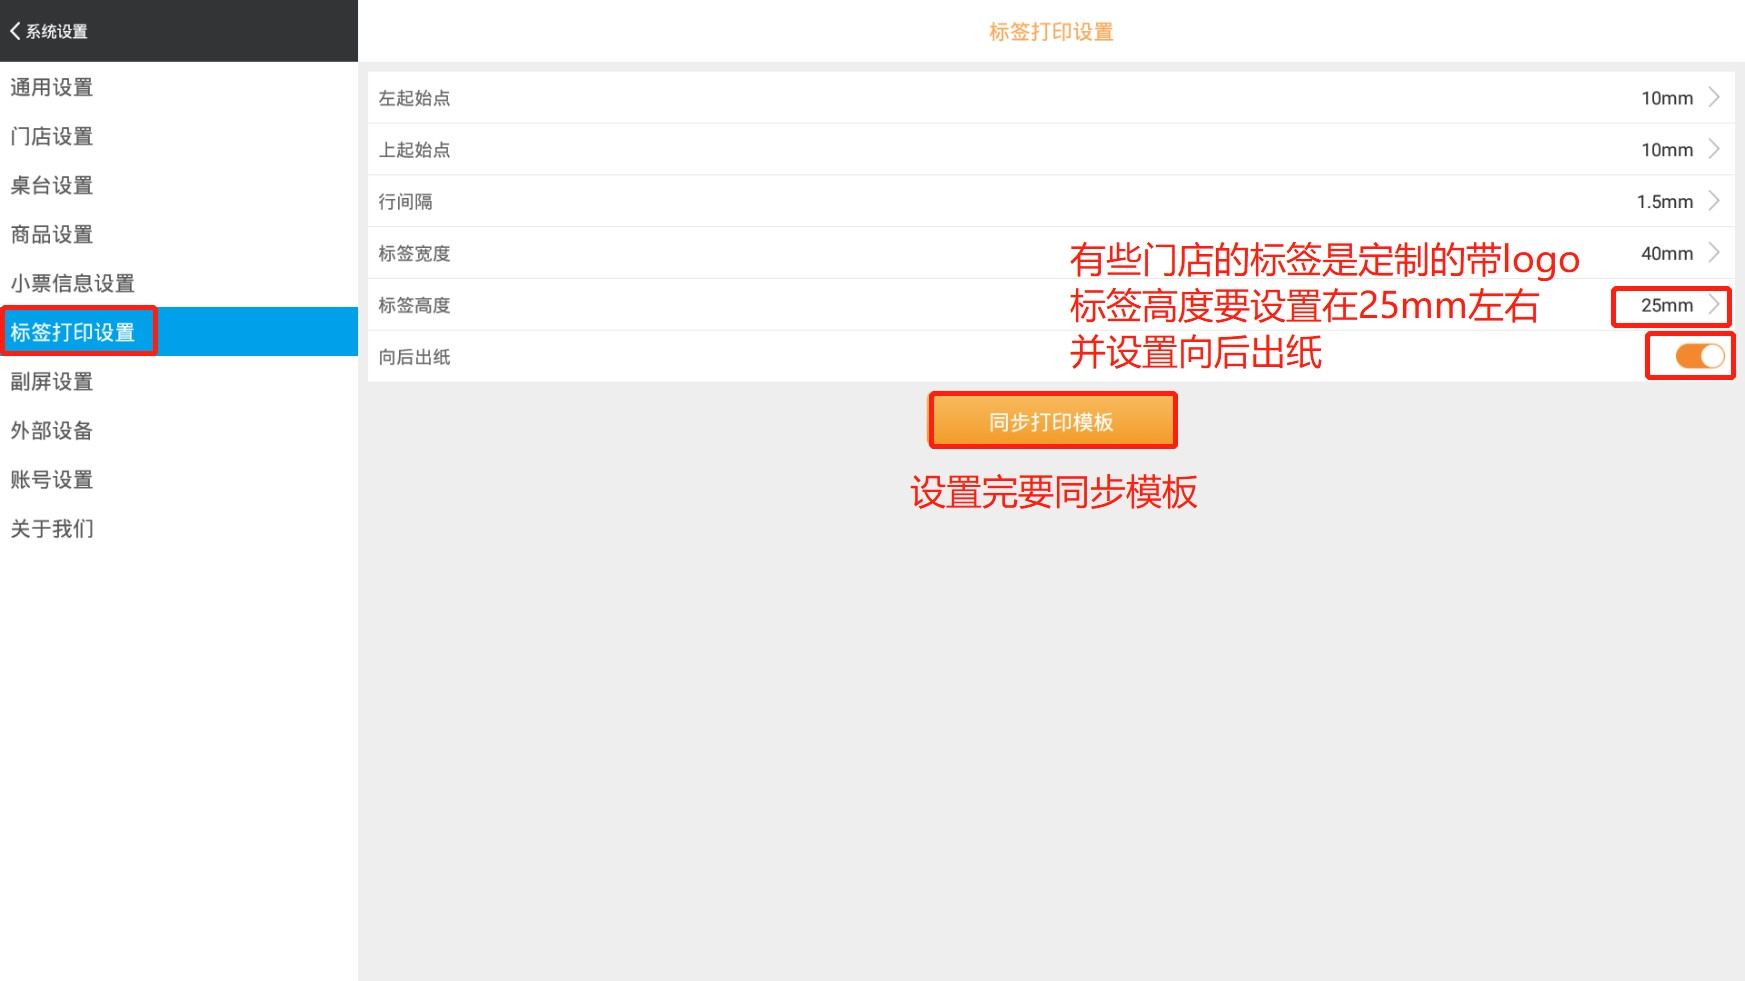 系统设置
标签打印设置
通用设置
门店设置
桌台设置
商品设置
小票信息设置
标签打印设置
副屏设置
外部设备
账号设置
关于我们
左起始点 10mm
上起始点 10mm
行间隔 1.5mm
标签宽度 40mm
标签高度 25mm
向后出纸
有些门店的标签是定制的带logo
标签高度要设置在25mm左右
并设置向后出纸
同步打印模板
设置完要同步模板